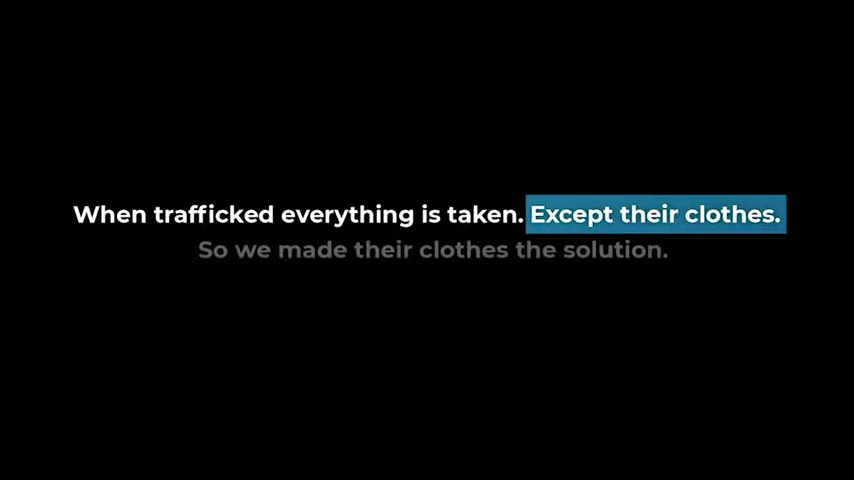 When trafficked everything is taken. Except their clothes.
So we made their clothes the solution.